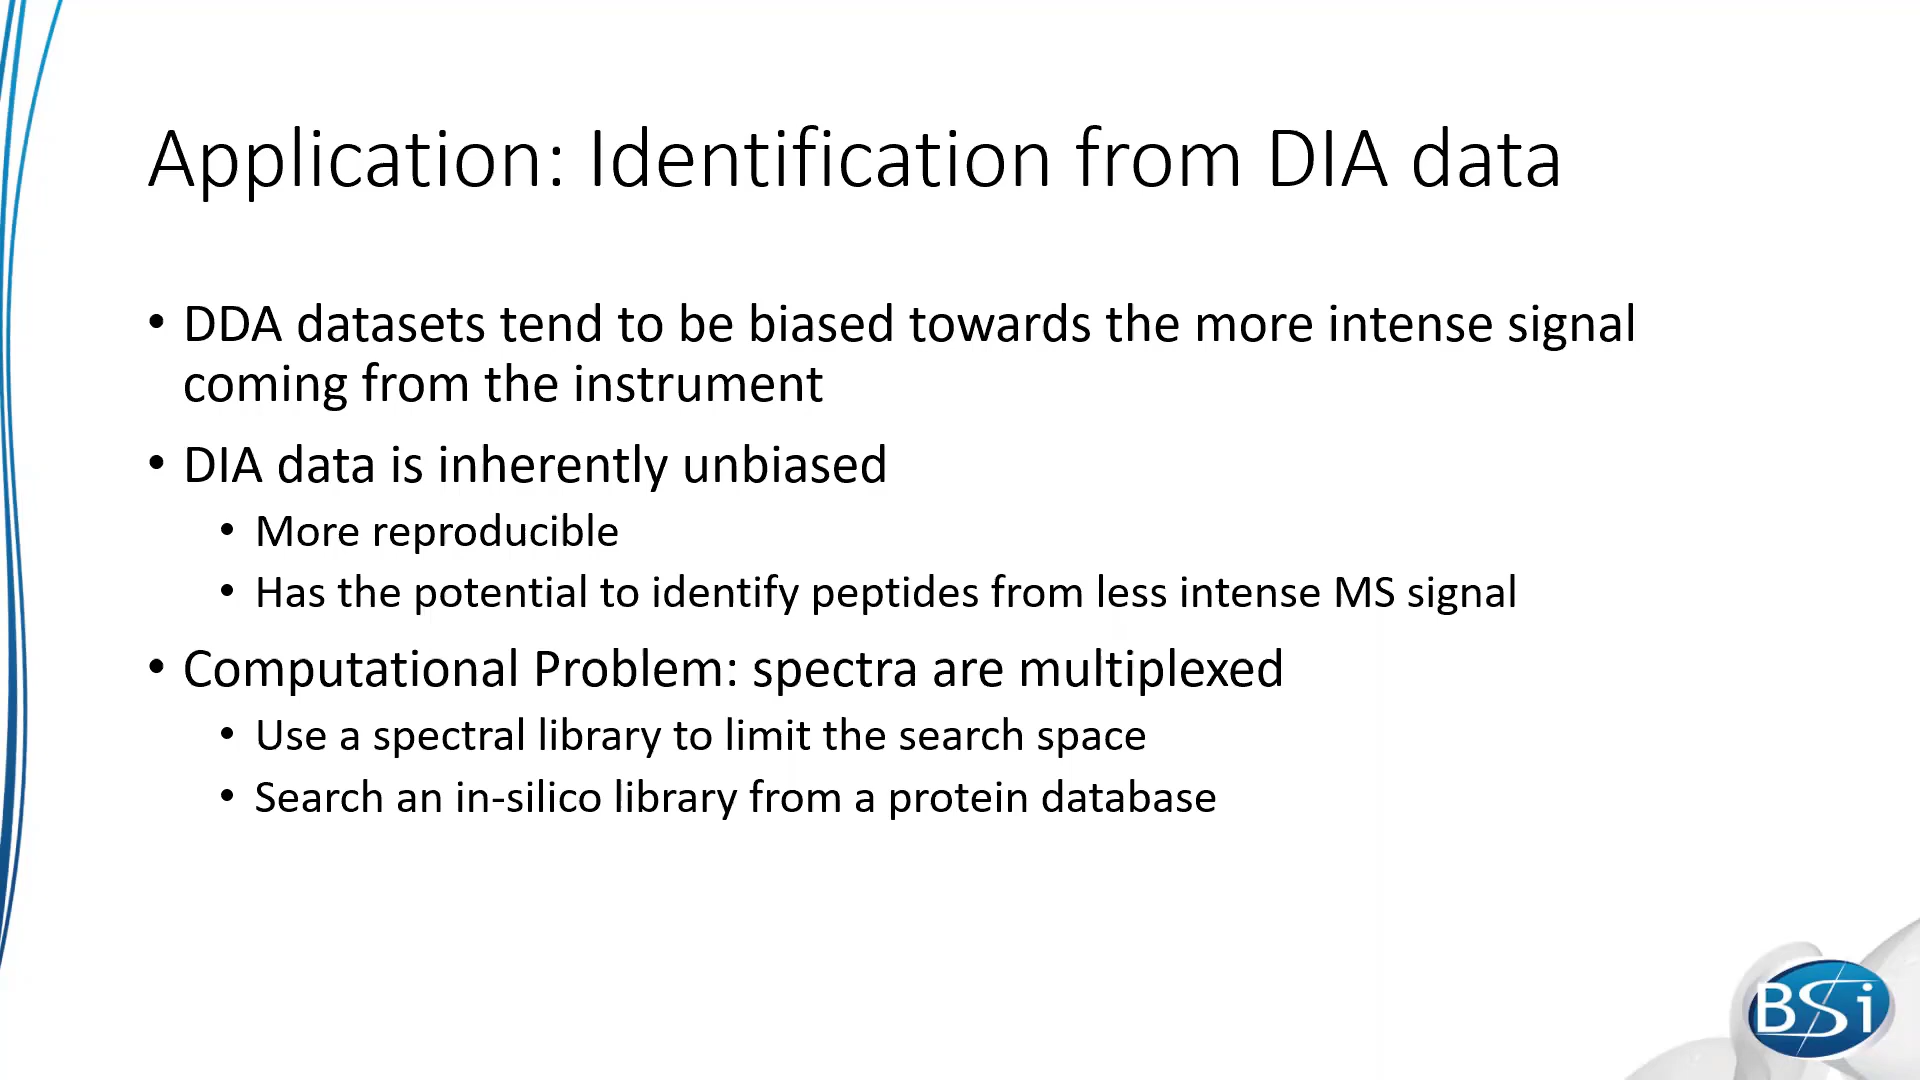 Application: Identification from DIA data
• DDA datasets tend to be biased towards the more intense signal
coming from the instrument
• DIA data is inherently unbiased
• More reproducible
• Has the potential to identify peptides from less intense MS signal
• Computational Problem: spectra are multiplexed
• Use a spectral library to limit the search space
• Search an in-silico library from a protein database
BSi